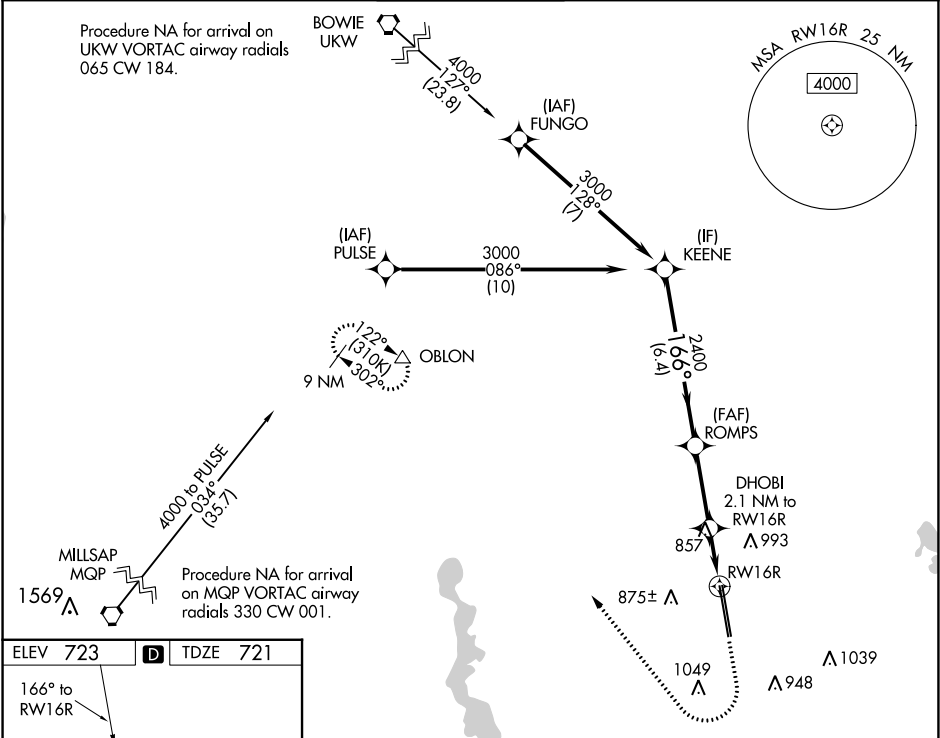 Procedure NA for arrival on
UKW VORTAC airway radials
065 CW 184.
BOWIE
UKW
4000
127°
(23.8)
MSA RW16R 25 NM
4000
(IAF)
FUNGO
3000
128°
(7)
(IAF)
PULSE
3000
086°
(10)
(IF)
KEENE
122°
(310K)
302°
9 NM
OBLON
2400
166°
(6.4)
(FAF)
ROMPS
4000 to PULSE
034°
(35.7)
DHOBI
2.1 NM to
RW16R
857
993
RW16R
MILLSAP
MQP
1569
Procedure NA for arrival
on MQP VORTAC airway
radials 330 CW 001.
875±
1049
948
1039
ELEV 723 D TDZE 721
166° to
RW16R